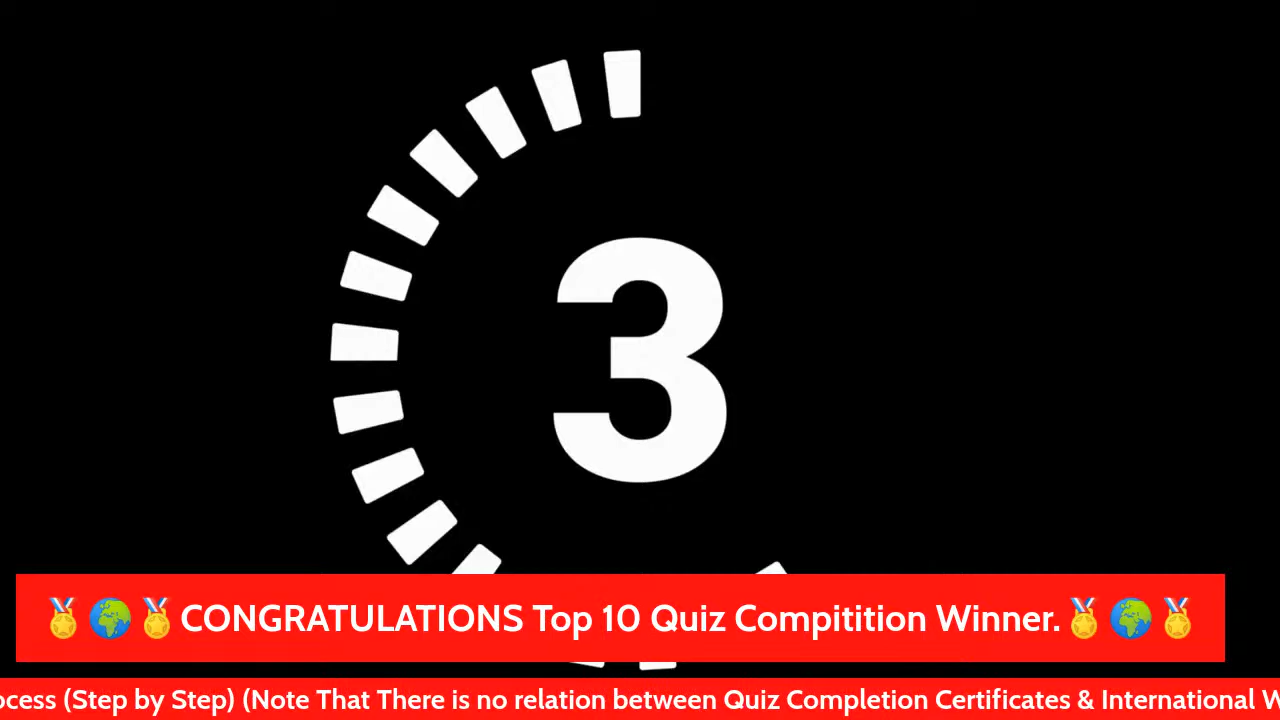 3
🏅🌍🏅CONGRATULATIONS Top 10 Quiz Compitition Winner.🏅🌍🏅
(Step by Step) (Note That There is no relation between Quiz Completion Certificates & International